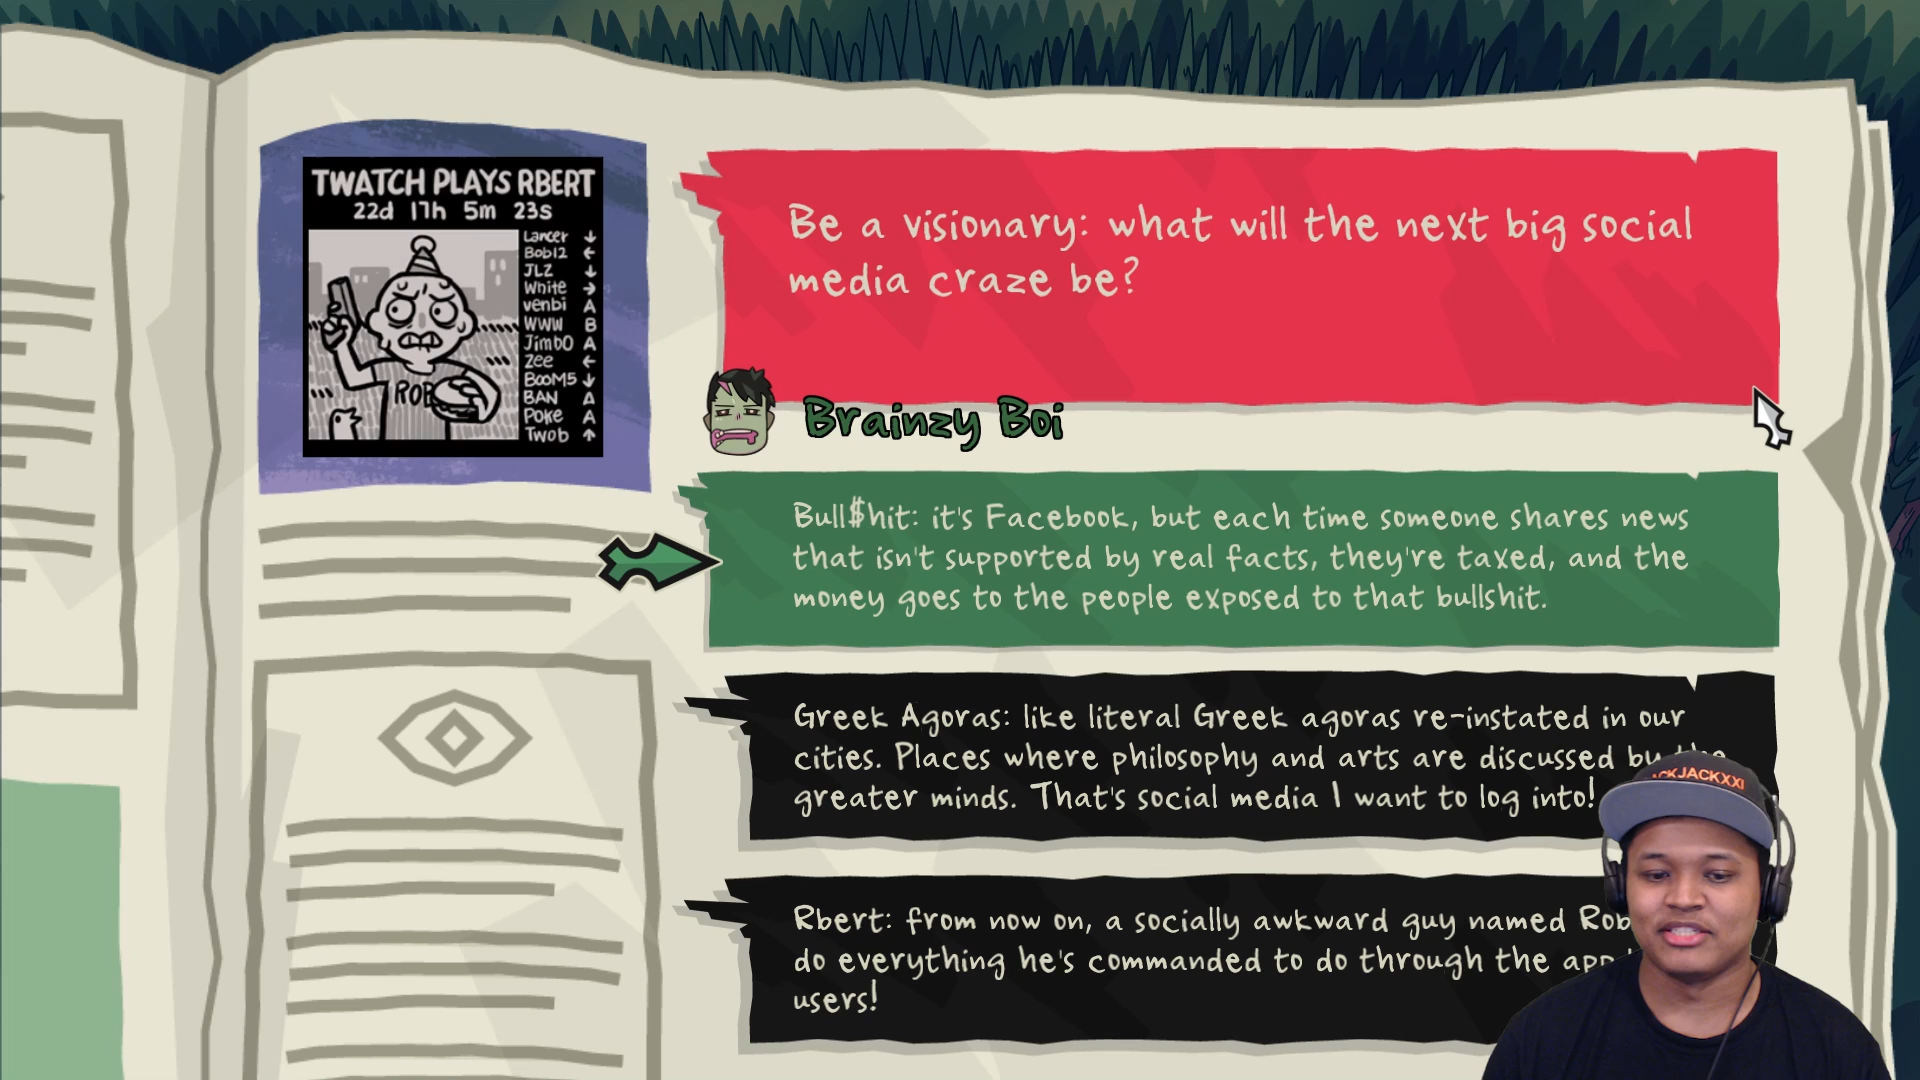 TWATCH PLAYS RBERT
22d 17h 5m 23s
Lancer ↓
Bob12 ←
JLZ ↓
White →
venbi A
WWW B
JimbO A
Zee ←
BooM5 ↓
BAN A
Poke A
Twob ↑
ROB
Be a visionary: what will the next big social
media craze be?
Brainzy Boi
Bull$hit: it's Facebook, but each time someone shares news
that isn't supported by real facts, they're taxed, and the
money goes to the people exposed to that bullshit.
Greek Agoras: like literal Greek agoras re-instated in our
cities. Places where philosophy and arts are discussed by the
greater minds. That's social media I want to log into!
Rbert: from now on, a socially awkward guy named Rob
do everything he's commanded to do through the app
users!
ACKJACKXXI